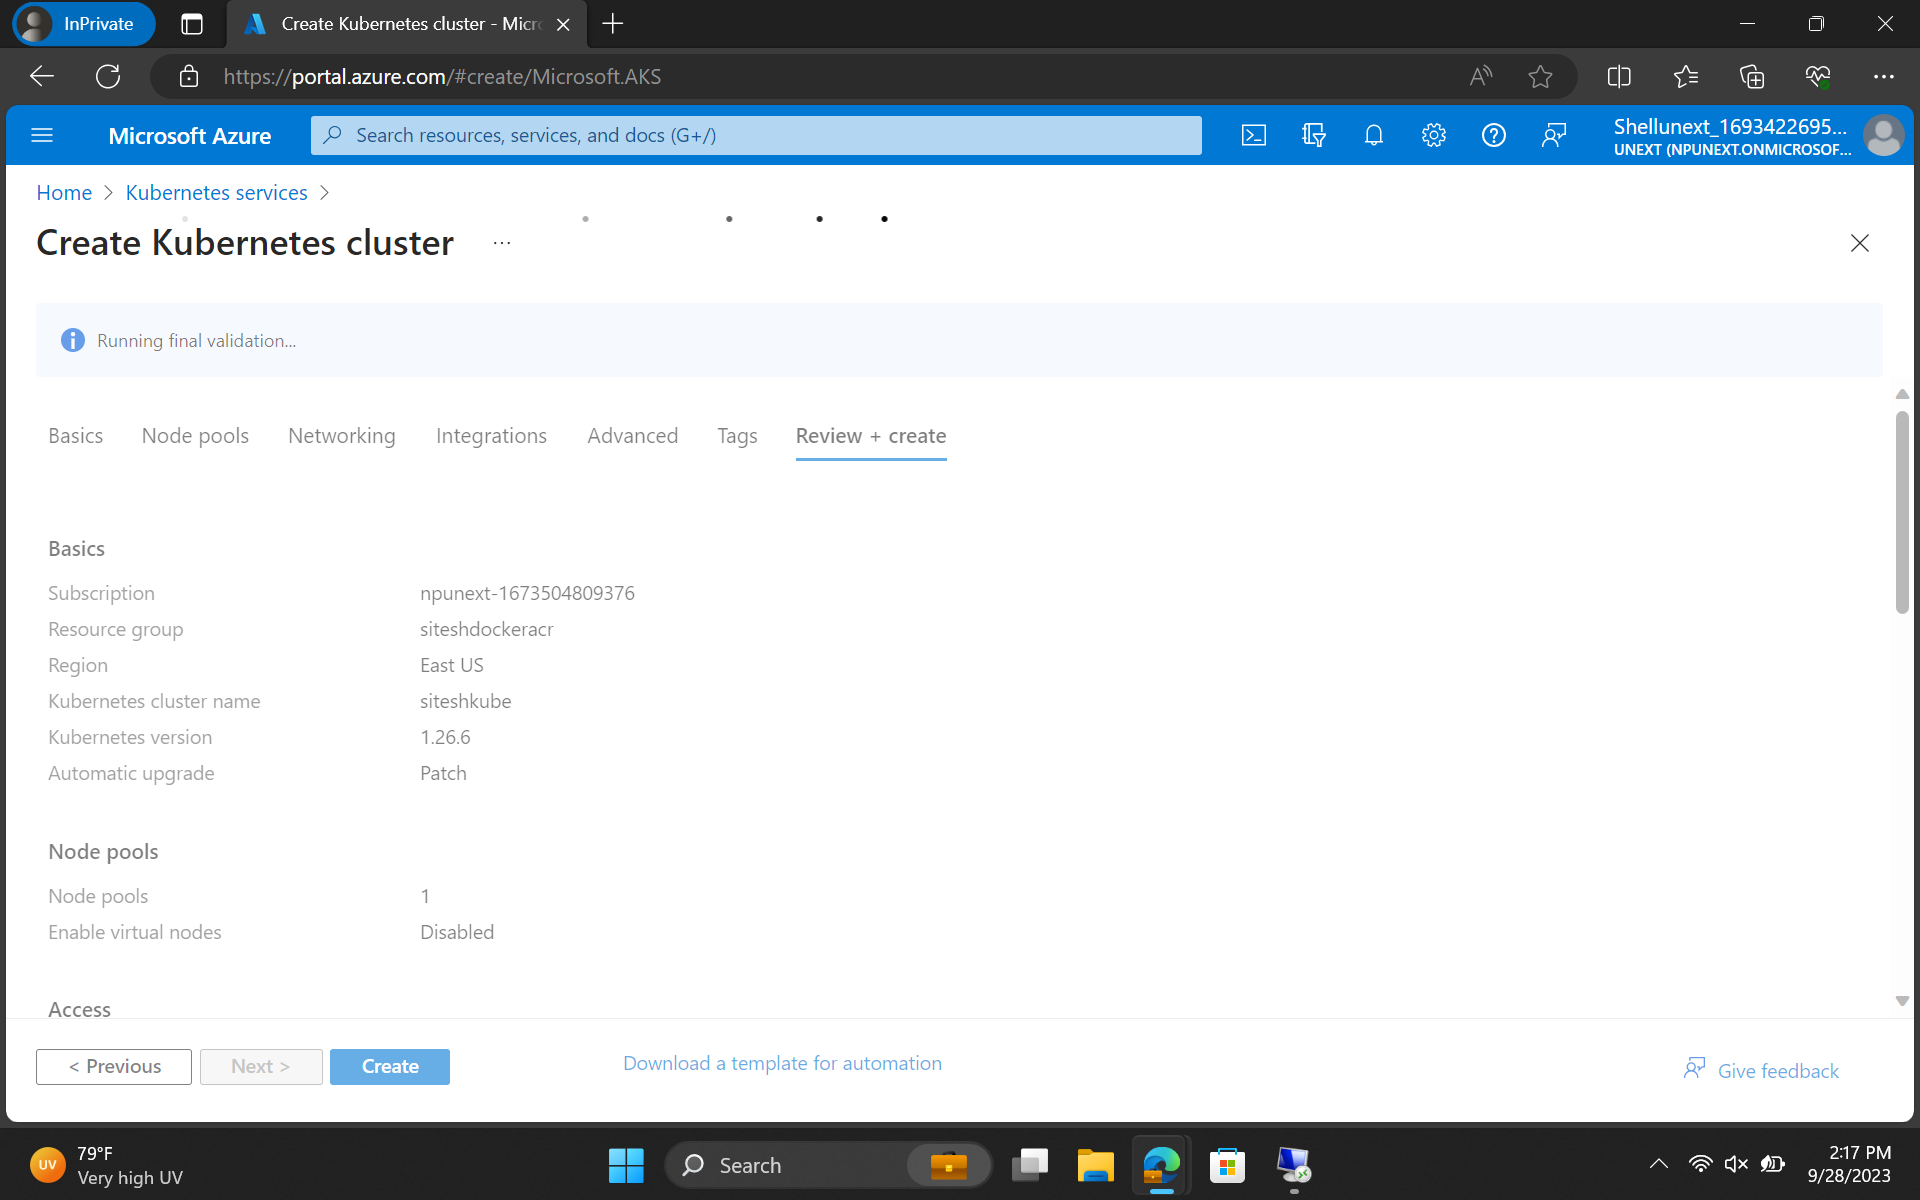 InPrivate
Create Kubernetes cluster - Micr
https://portal.azure.com/#create/Microsoft.AKS
Microsoft Azure
Search resources, services, and docs (G+/)
Shellunext_1693422695...
UNEXT (NPUNEXT.ONMICROSOF...
Home > Kubernetes services >
Create Kubernetes cluster ...
Running final validation...
Basics Node pools Networking Integrations Advanced Tags Review + create
Basics
Subscription npunext-1673504809376
Resource group siteshdockeracr
Region East US
Kubernetes cluster name siteshkube
Kubernetes version 1.26.6
Automatic upgrade Patch
Node pools
Node pools 1
Enable virtual nodes Disabled
Access
< Previous Next > Create Download a template for automation Give feedback
UV
79°F
Very high UV
Search
2:17 PM
9/28/2023